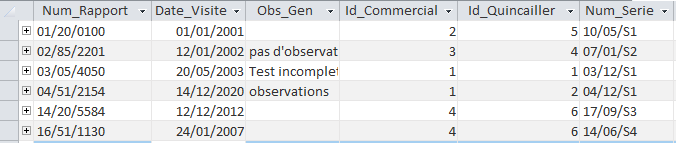 Num_Rapport Date_Visite Obs_Gen Id_Commercial Id_Quincailler Num_Serie
01/20/0100 01/01/2001 2 5 10/05/S1
02/85/2201 12/01/2002 pas d'observat 3 4 07/01/S2
03/05/4050 20/05/2003 Test incomplet 1 1 03/12/S1
04/51/2154 14/12/2020 observations 1 2 04/12/S1
14/20/5584 12/12/2012 4 6 17/09/S3
16/51/1130 24/01/2007 4 6 14/06/S4